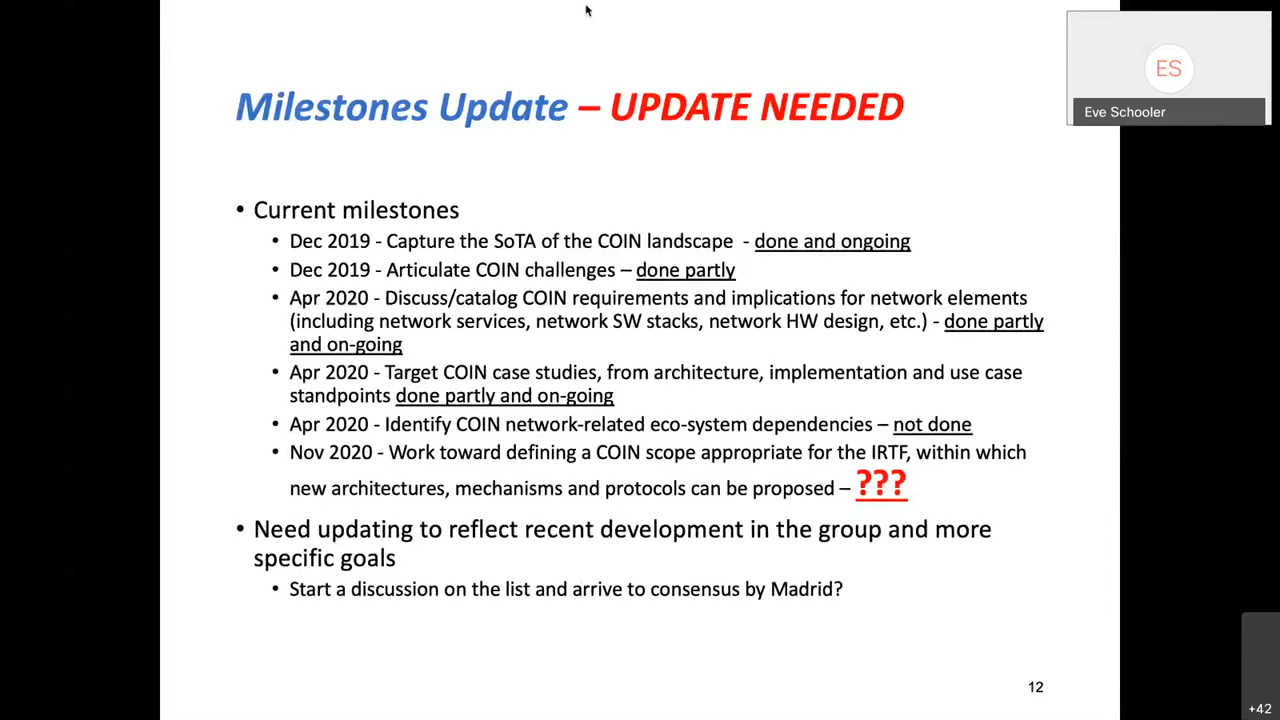 Milestones Update – UPDATE NEEDED
ES
Eve Schooler
• Current milestones
• Dec 2019 - Capture the SoTA of the COIN landscape - done and ongoing
• Dec 2019 - Articulate COIN challenges – done partly
• Apr 2020 - Discuss/catalog COIN requirements and implications for network elements
(including network services, network SW stacks, network HW design, etc.) - done partly
and on-going
• Apr 2020 - Target COIN case studies, from architecture, implementation and use case
standpoints done partly and on-going
• Apr 2020 - Identify COIN network-related eco-system dependencies – not done
• Nov 2020 - Work toward defining a COIN scope appropriate for the IRTF, within which
new architectures, mechanisms and protocols can be proposed – ???
• Need updating to reflect recent development in the group and more
specific goals
• Start a discussion on the list and arrive to consensus by Madrid?
12
+42